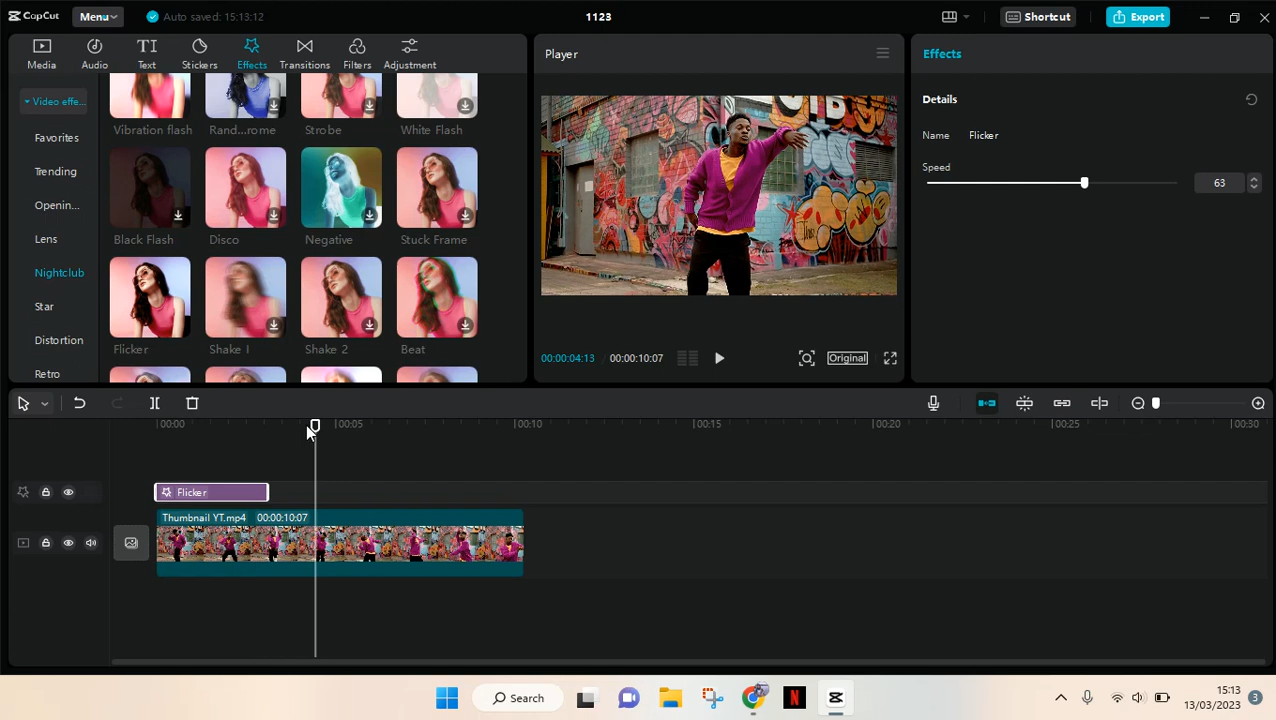 CapCut Menu Auto saved: 15:13:12 1123 Shortcut Export
Media Audio Text Stickers Effects Transitions Filters Adjustment
TI
Player
Effects
Video effe...
Favorites
Trending
Openin...
Lens
Nightclub
Star
Distortion
Retro
Vibration flash Rand...rome Strobe White Flash
Black Flash Disco Negative Stuck Frame
Flicker Shake I Shake 2 Beat
00:00:04:13 / 00:00:10:07 Original
Details
Name Flicker
Speed
63
00:00 00:05 00:10 00:15 00:20 00:25 00:30
Flicker
Thumbnail YT.mp4 00:00:10:07
Search
N
15:13
13/03/2023
3